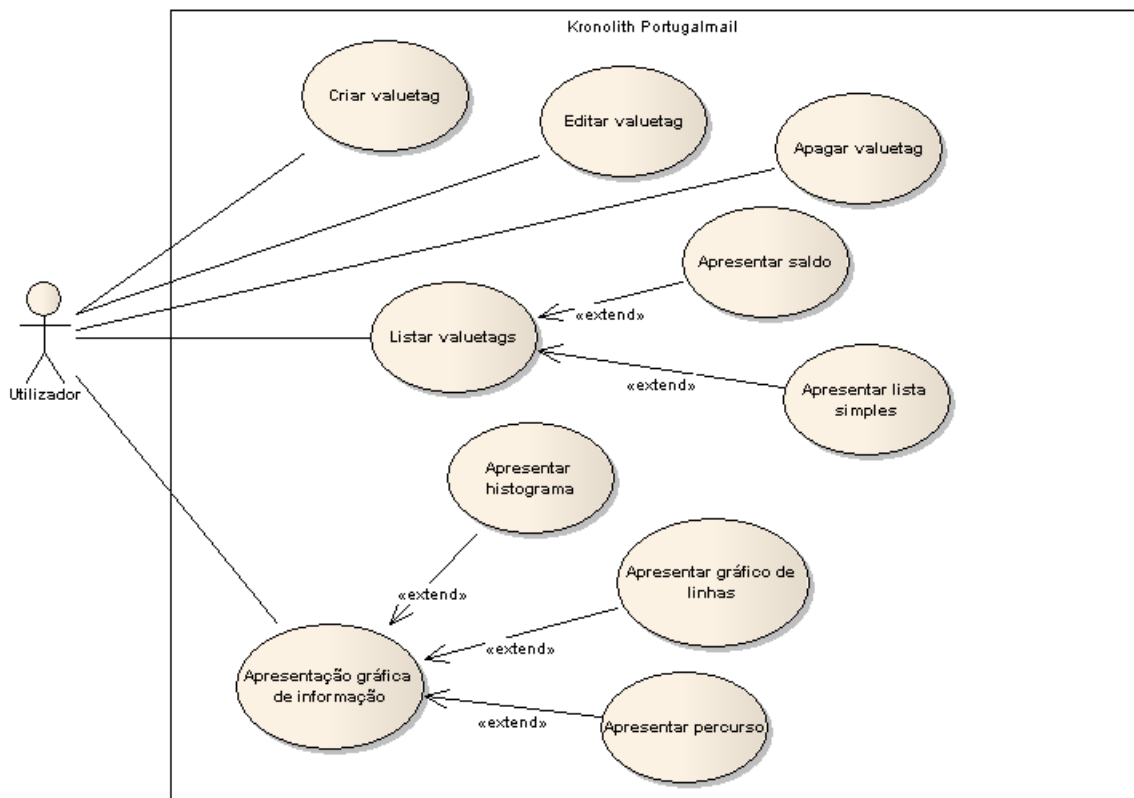 Kronolith Portugalmail
Criar valuetag
Editar valuetag
Apagar valuetag
Apresentar saldo
«extend»
Listar valuetags
«extend»
Apresentar lista
simples
Utilizador
Apresentar
histograma
Apresentar gráfico de
linhas
«extend»
«extend»
Apresentação gráfica
de informação
«extend»
Apresentar percurso